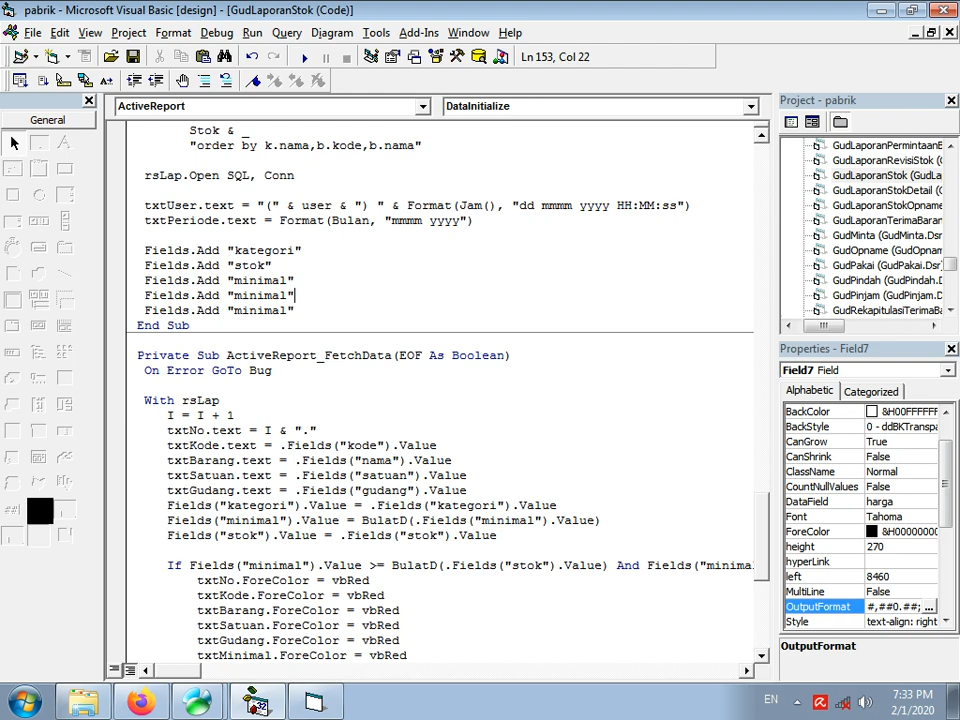 pabrik - Microsoft Visual Basic [design] - [GudLaporanStok (Code)]
File Edit View Project Format Debug Run Query Diagram Tools Add-Ins Window Help
Ln 153, Col 22
General
ActiveReport
DataInitialize
Stok & _
"order by k.nama,b.kode,b.nama"
rsLap.Open SQL, Conn
txtUser.text = "(" & user & ") " & Format(Jam(), "dd mmmm yyyy HH:MM:ss")
txtPeriode.text = Format(Bulan, "mmmm yyyy")
Fields.Add "kategori"
Fields.Add "stok"
Fields.Add "minimal"
Fields.Add "minimal"
Fields.Add "minimal"
End Sub
Private Sub ActiveReport_FetchData(EOF As Boolean)
On Error GoTo Bug
With rsLap
I = I + 1
txtNo.text = I & "."
txtKode.text = .Fields("kode").Value
txtBarang.text = .Fields("nama").Value
txtSatuan.text = .Fields("satuan").Value
txtGudang.text = .Fields("gudang").Value
Fields("kategori").Value = .Fields("kategori").Value
Fields("minimal").Value = BulatD(.Fields("minimal").Value)
Fields("stok").Value = .Fields("stok").Value
If Fields("minimal").Value >= BulatD(.Fields("stok").Value) And Fields("minima
txtNo.ForeColor = vbRed
txtKode.ForeColor = vbRed
txtBarang.ForeColor = vbRed
txtSatuan.ForeColor = vbRed
txtGudang.ForeColor = vbRed
txtMinimal.ForeColor = vbRed
Project - pabrik
GudLaporanPermintaanB
GudLaporanRevisiStok (G
GudLaporanStok (GudLa
GudLaporanStokDetail (
GudLaporanStokOpname
GudLaporanTerimaBaran
GudMinta (GudMinta.Dsr
GudOpname (GudOpnam
GudPakai (GudPakai.Dsr)
GudPindah (GudPindah.D
GudPinjam (GudPinjam.D
GudRekapitulasiTerimaBa
Properties - Field7
Field7 Field
Alphabetic Categorized
BackColor &H00FFFFFF
BackStyle 0 - ddBKTranspa
CanGrow True
CanShrink False
ClassName Normal
CountNullValues False
DataField harga
Font Tahoma
ForeColor &H00000000
height 270
hyperLink
left 8460
MultiLine False
OutputFormat #,##0.##; ...
Style text-align: right
OutputFormat
EN
7:33 PM
2/1/2020